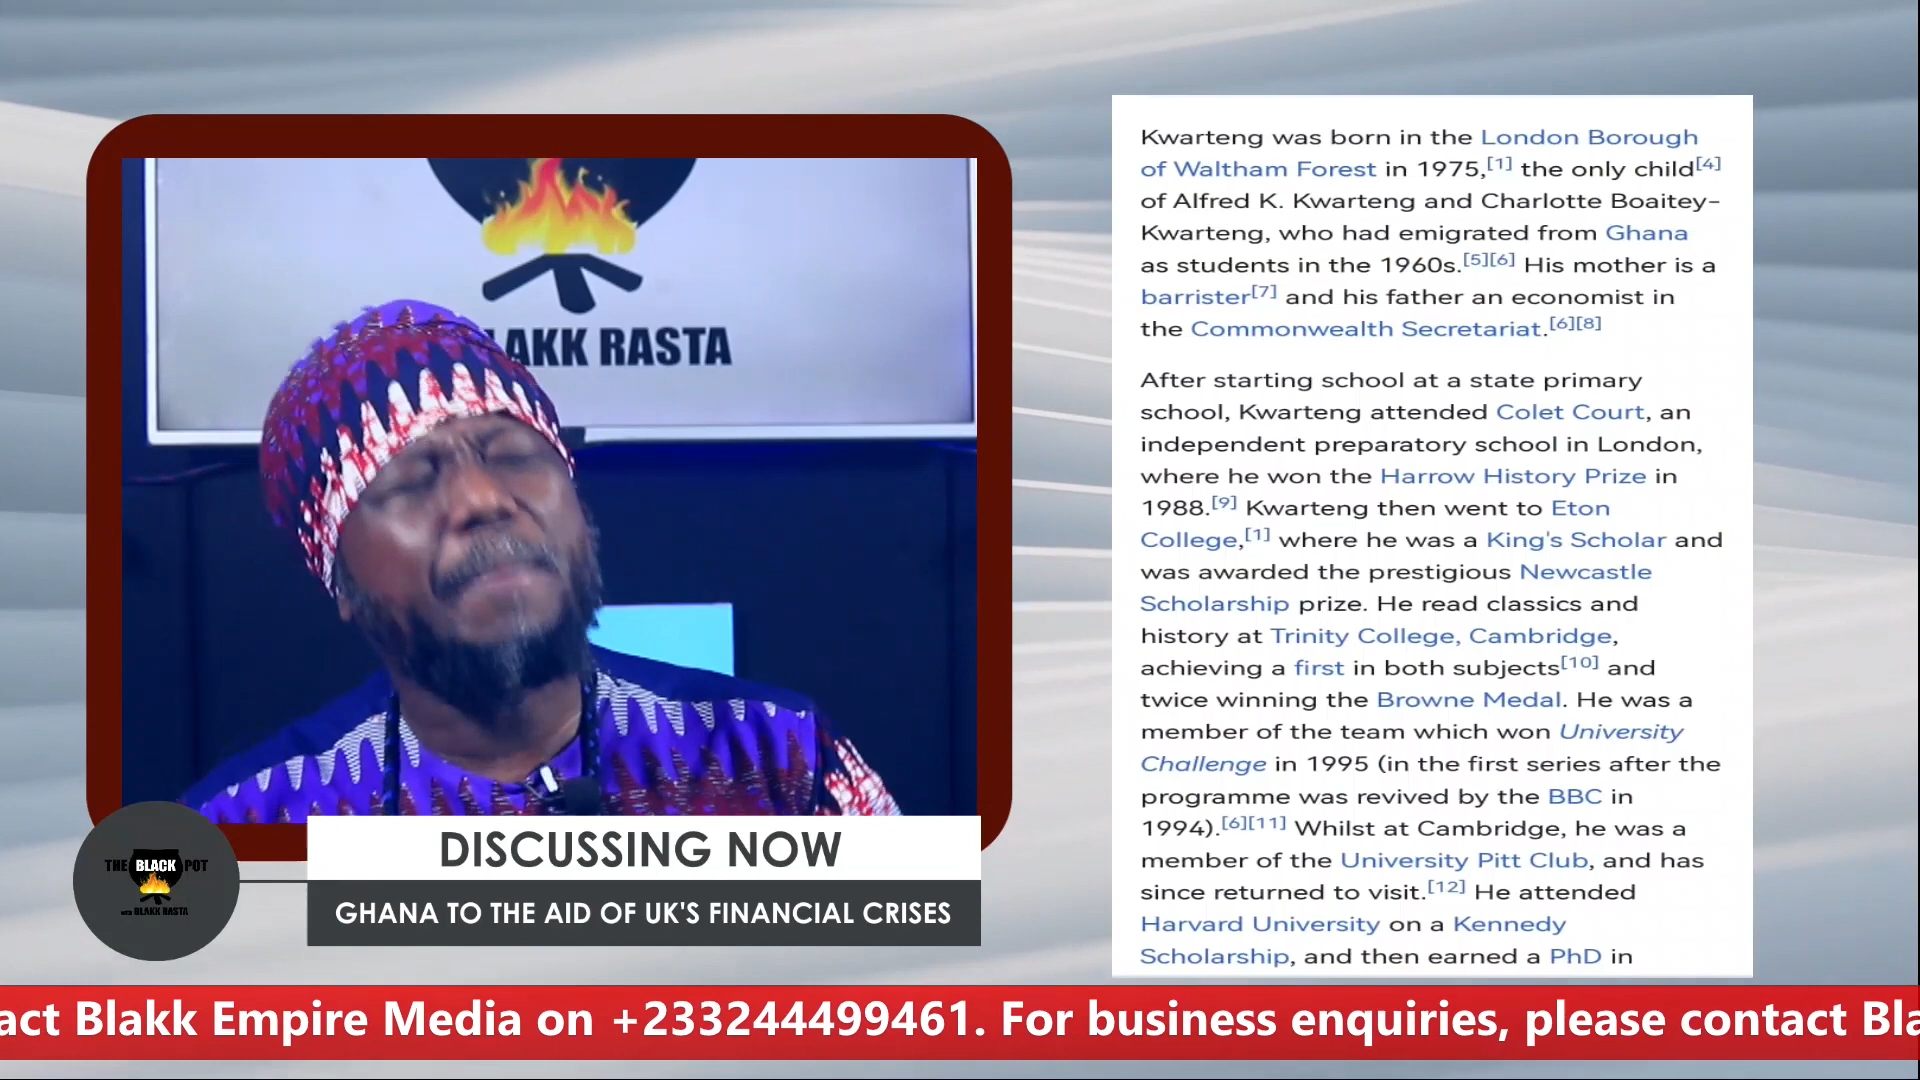 LAKK RASTA
Kwarteng was born in the London Borough
of Waltham Forest in 1975,[1] the only child[4]
of Alfred K. Kwarteng and Charlotte Boaitey-
Kwarteng, who had emigrated from Ghana
as students in the 1960s.[5][6] His mother is a
barrister[7] and his father an economist in
the Commonwealth Secretariat.[6][8]
After starting school at a state primary
school, Kwarteng attended Colet Court, an
independent preparatory school in London,
where he won the Harrow History Prize in
1988.[9] Kwarteng then went to Eton
College,[1] where he was a King's Scholar and
was awarded the prestigious Newcastle
Scholarship prize. He read classics and
history at Trinity College, Cambridge,
achieving a first in both subjects[10] and
twice winning the Browne Medal. He was a
member of the team which won University
Challenge in 1995 (in the first series after the
programme was revived by the BBC in
1994).[6][11] Whilst at Cambridge, he was a
member of the University Pitt Club, and has
since returned to visit.[12] He attended
Harvard University on a Kennedy
Scholarship, and then earned a PhD in
THE BLACK POT
with BLAKK RASTA
DISCUSSING NOW
GHANA TO THE AID OF UK'S FINANCIAL CRISES
act Blakk Empire Media on +233244499461. For business enquiries, please contact Bla